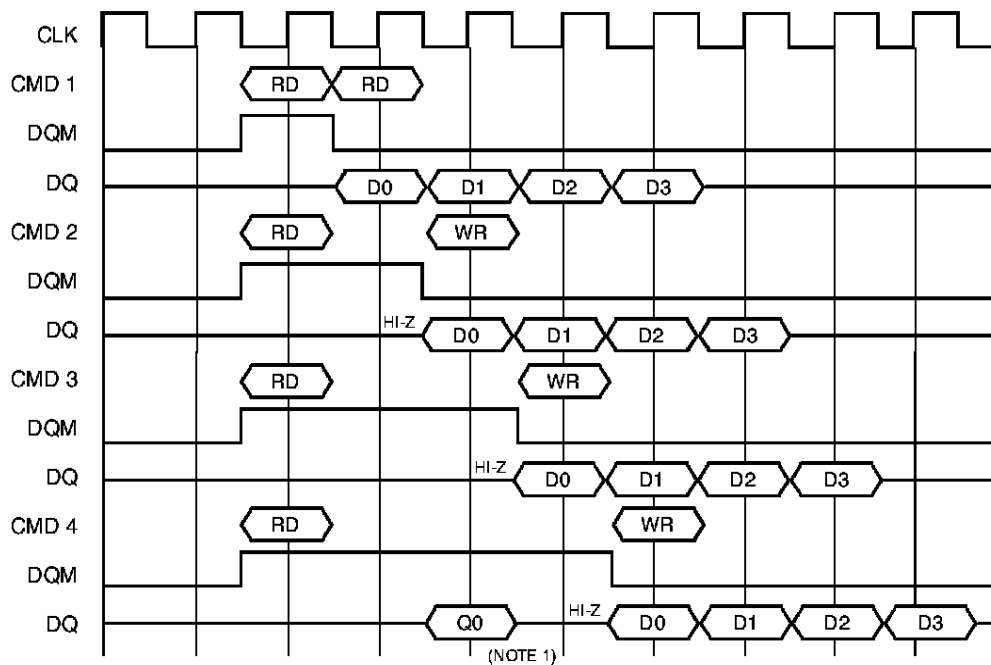 CLK
CMD 1 RD RD
DQM
DQ D0 D1 D2 D3
CMD 2 RD WR
DQM
DQ HI-Z D0 D1 D2 D3
CMD 3 RD WR
DQM
DQ HI-Z D0 D1 D2 D3
CMD 4 RD WR
DQM
DQ Q0 HI-Z D0 D1 D2 D3
(NOTE 1)